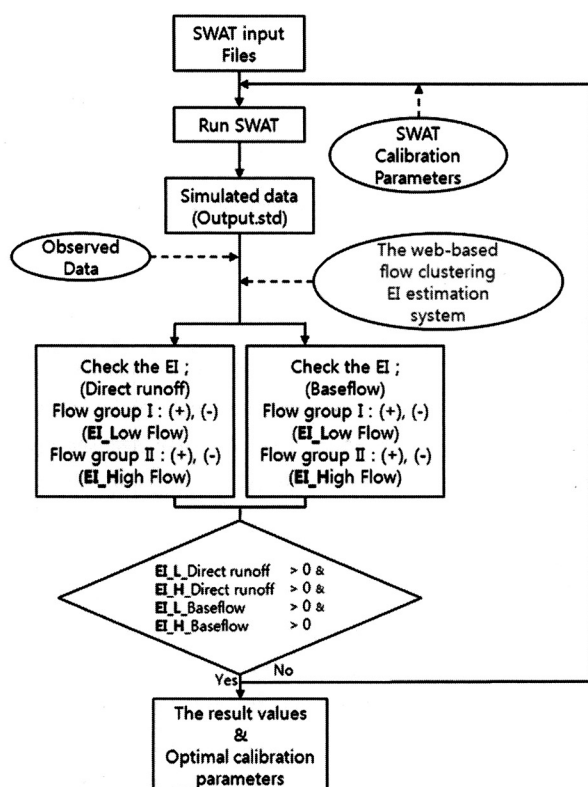 SWAT input
Files
Run SWAT
SWAT
Calibration
Parameters
Simulated data
(Output.std)
Observed
Data
The web-based
flow clustering
EI estimation
system
Check the EI ;
(Direct runoff)
Flow group I : (+), (-)
(EI_Low Flow)
Flow group II : (+), (-)
(EI_High Flow)
Check the EI ;
(Baseflow)
Flow group I : (+), (-)
(EI_Low Flow)
Flow group II : (+), (-)
(EI_High Flow)
EI_L_Direct runoff > 0 &
EI_H_Direct runoff > 0 &
EI_L_Baseflow > 0 &
EI_H_Baseflow > 0
No
Yes
The result values
&
Optimal calibration
parameters